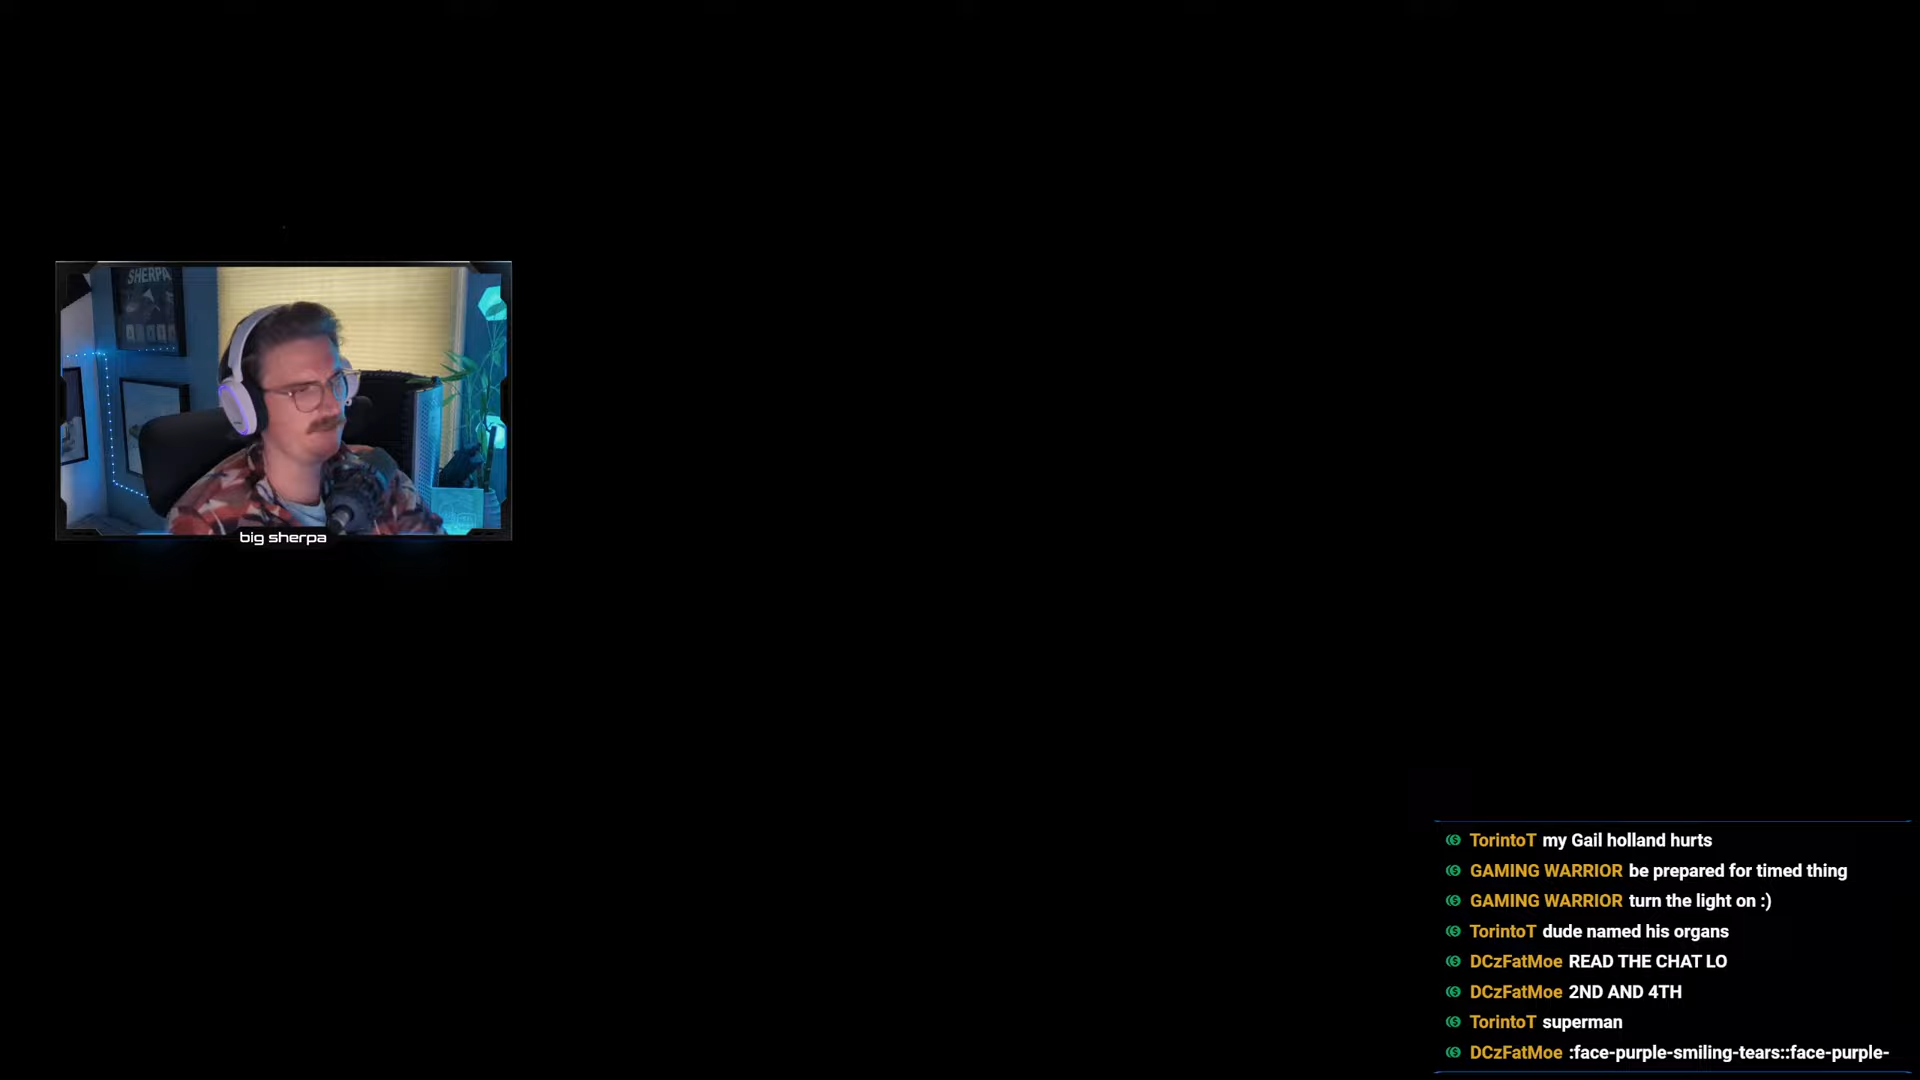 SHERPA
big sherpa
TorintoT my Gail holland hurts
GAMING WARRIOR be prepared for timed thing
GAMING WARRIOR turn the light on :)
TorintoT dude named his organs
DCzFatMoe READ THE CHAT LO
DCzFatMoe 2ND AND 4TH
TorintoT superman
DCzFatMoe :face-purple-smiling-tears::face-purple-